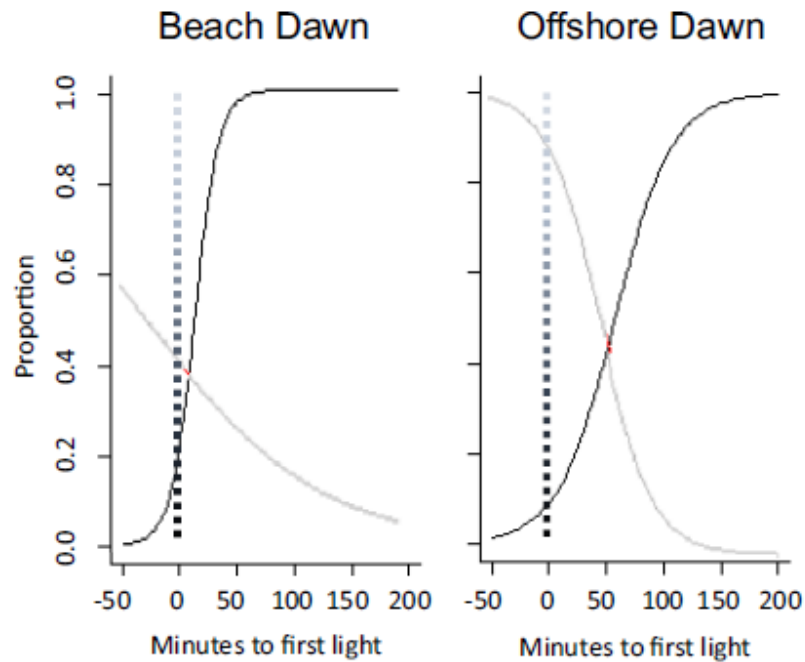 Beach Dawn
Offshore Dawn
Proportion
1.0
0.8
0.6
0.4
0.2
0.0
-50 0 50 100 150 200
-50 0 50 100 150 200
Minutes to first light
Minutes to first light